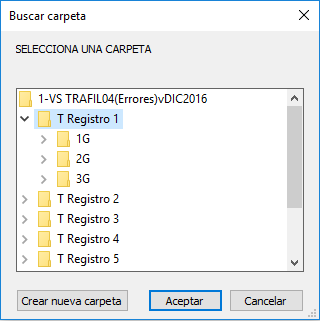 Buscar carpeta
SELECCIONA UNA CARPETA
1-VS TRAFIL04(Errores)vDIC2016
T Registro 1
1G
2G
3G
T Registro 2
T Registro 3
T Registro 4
T Registro 5
Crear nueva carpeta Aceptar Cancelar